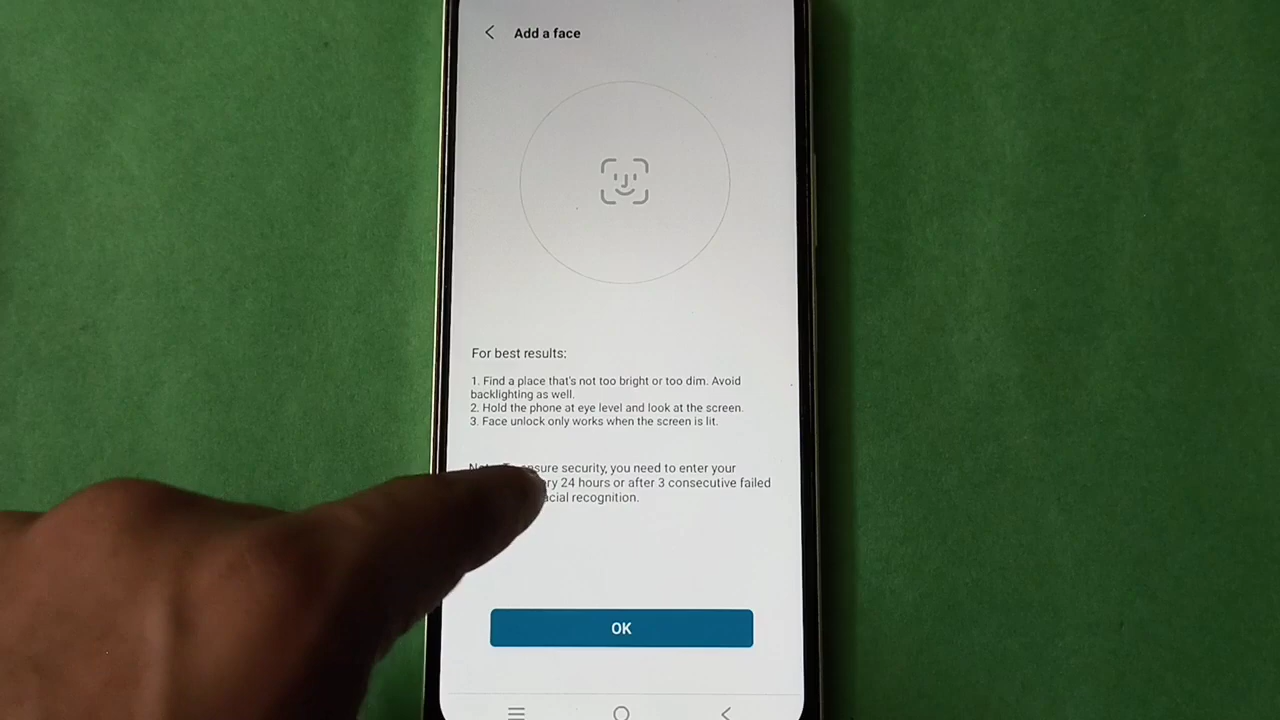 Add a face
For best results:
1. Find a place that's not too bright or too dim. Avoid
backlighting as well.
2. Hold the phone at eye level and look at the screen.
3. Face unlock only works when the screen is lit.
ensure security, you need to enter your
24 hours or after 3 consecutive failed
recognition.
OK